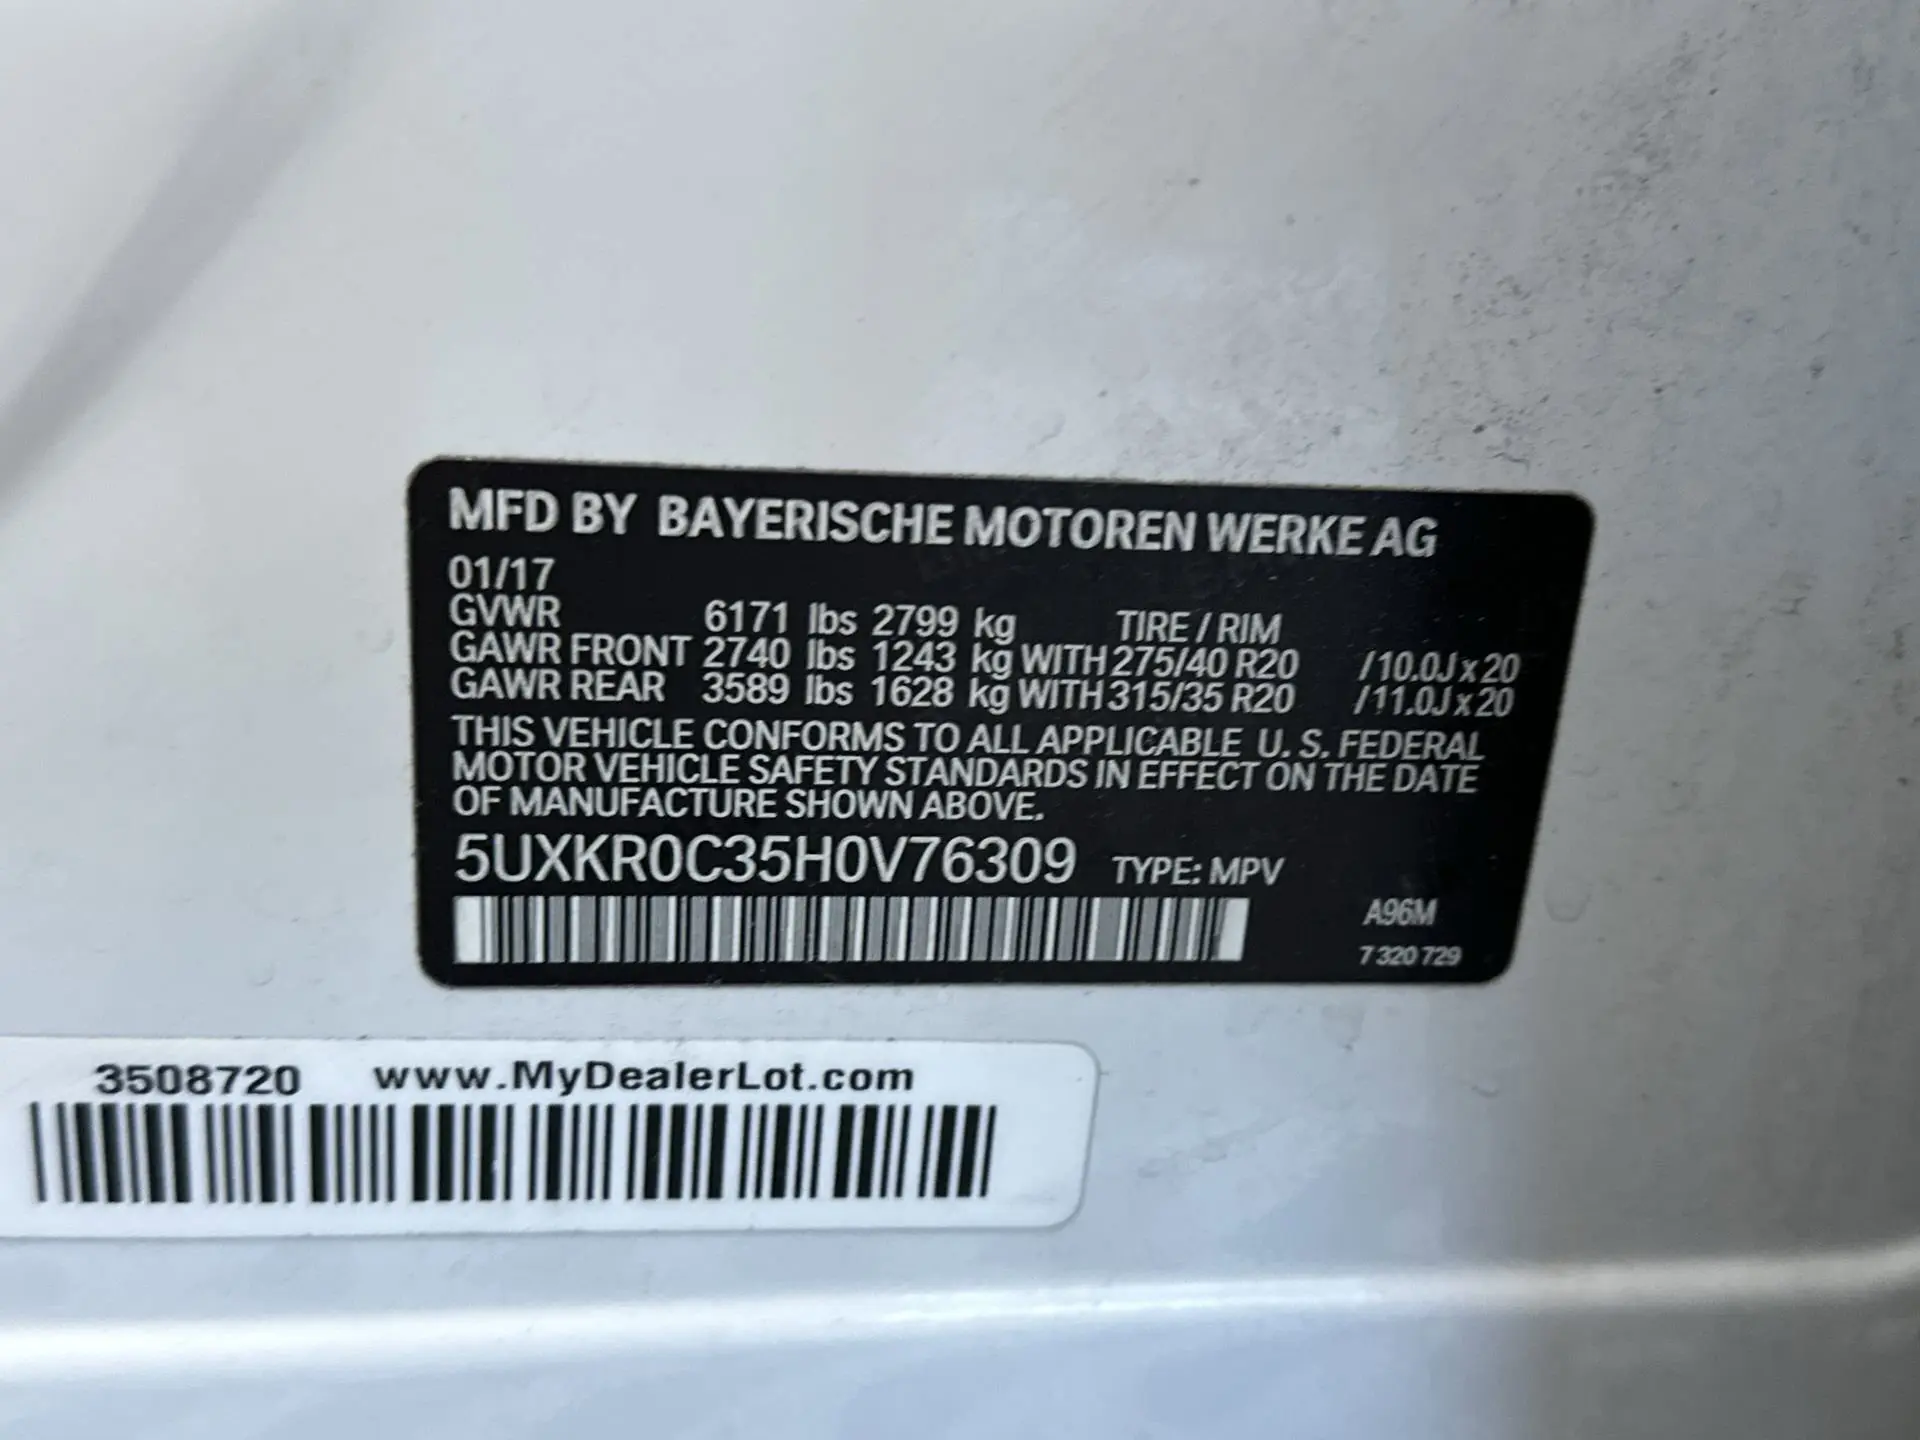 MFD BY BAYERISCHE MOTOREN WERKE AG
01/17
GVWR 6171 lbs 2799 kg TIRE / RIM
GAWR FRONT 2740 lbs 1243 kg WITH 275/40 R20 /10.0J x 20
GAWR REAR 3589 lbs 1628 kg WITH 315/35 R20 /11.0J x 20
THIS VEHICLE CONFORMS TO ALL APPLICABLE U. S. FEDERAL
MOTOR VEHICLE SAFETY STANDARDS IN EFFECT ON THE DATE
OF MANUFACTURE SHOWN ABOVE.
5UXKR0C35H0V76309 TYPE: MPV
A96M
7 320 729
3508720 www.MyDealerLot.com